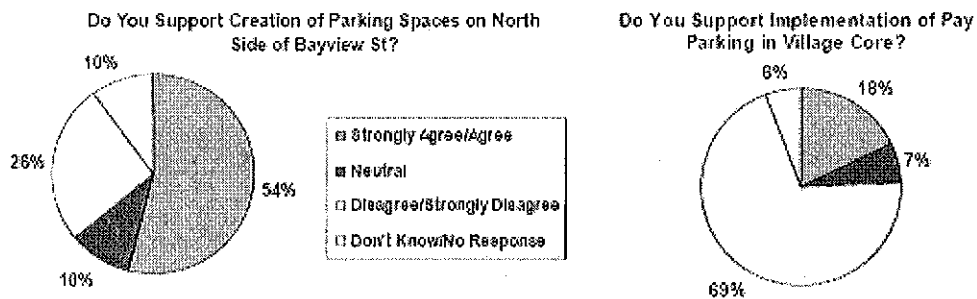 Do You Support Creation of Parking Spaces on North
Side of Bayview St?
10%
26%
54%
10%
Strongly Agree/Agree
Neutral
Disagree/Strongly Disagree
Don't Know/No Response
Do You Support Implementation of Pay
Parking in Village Core?
6%
18%
7%
69%